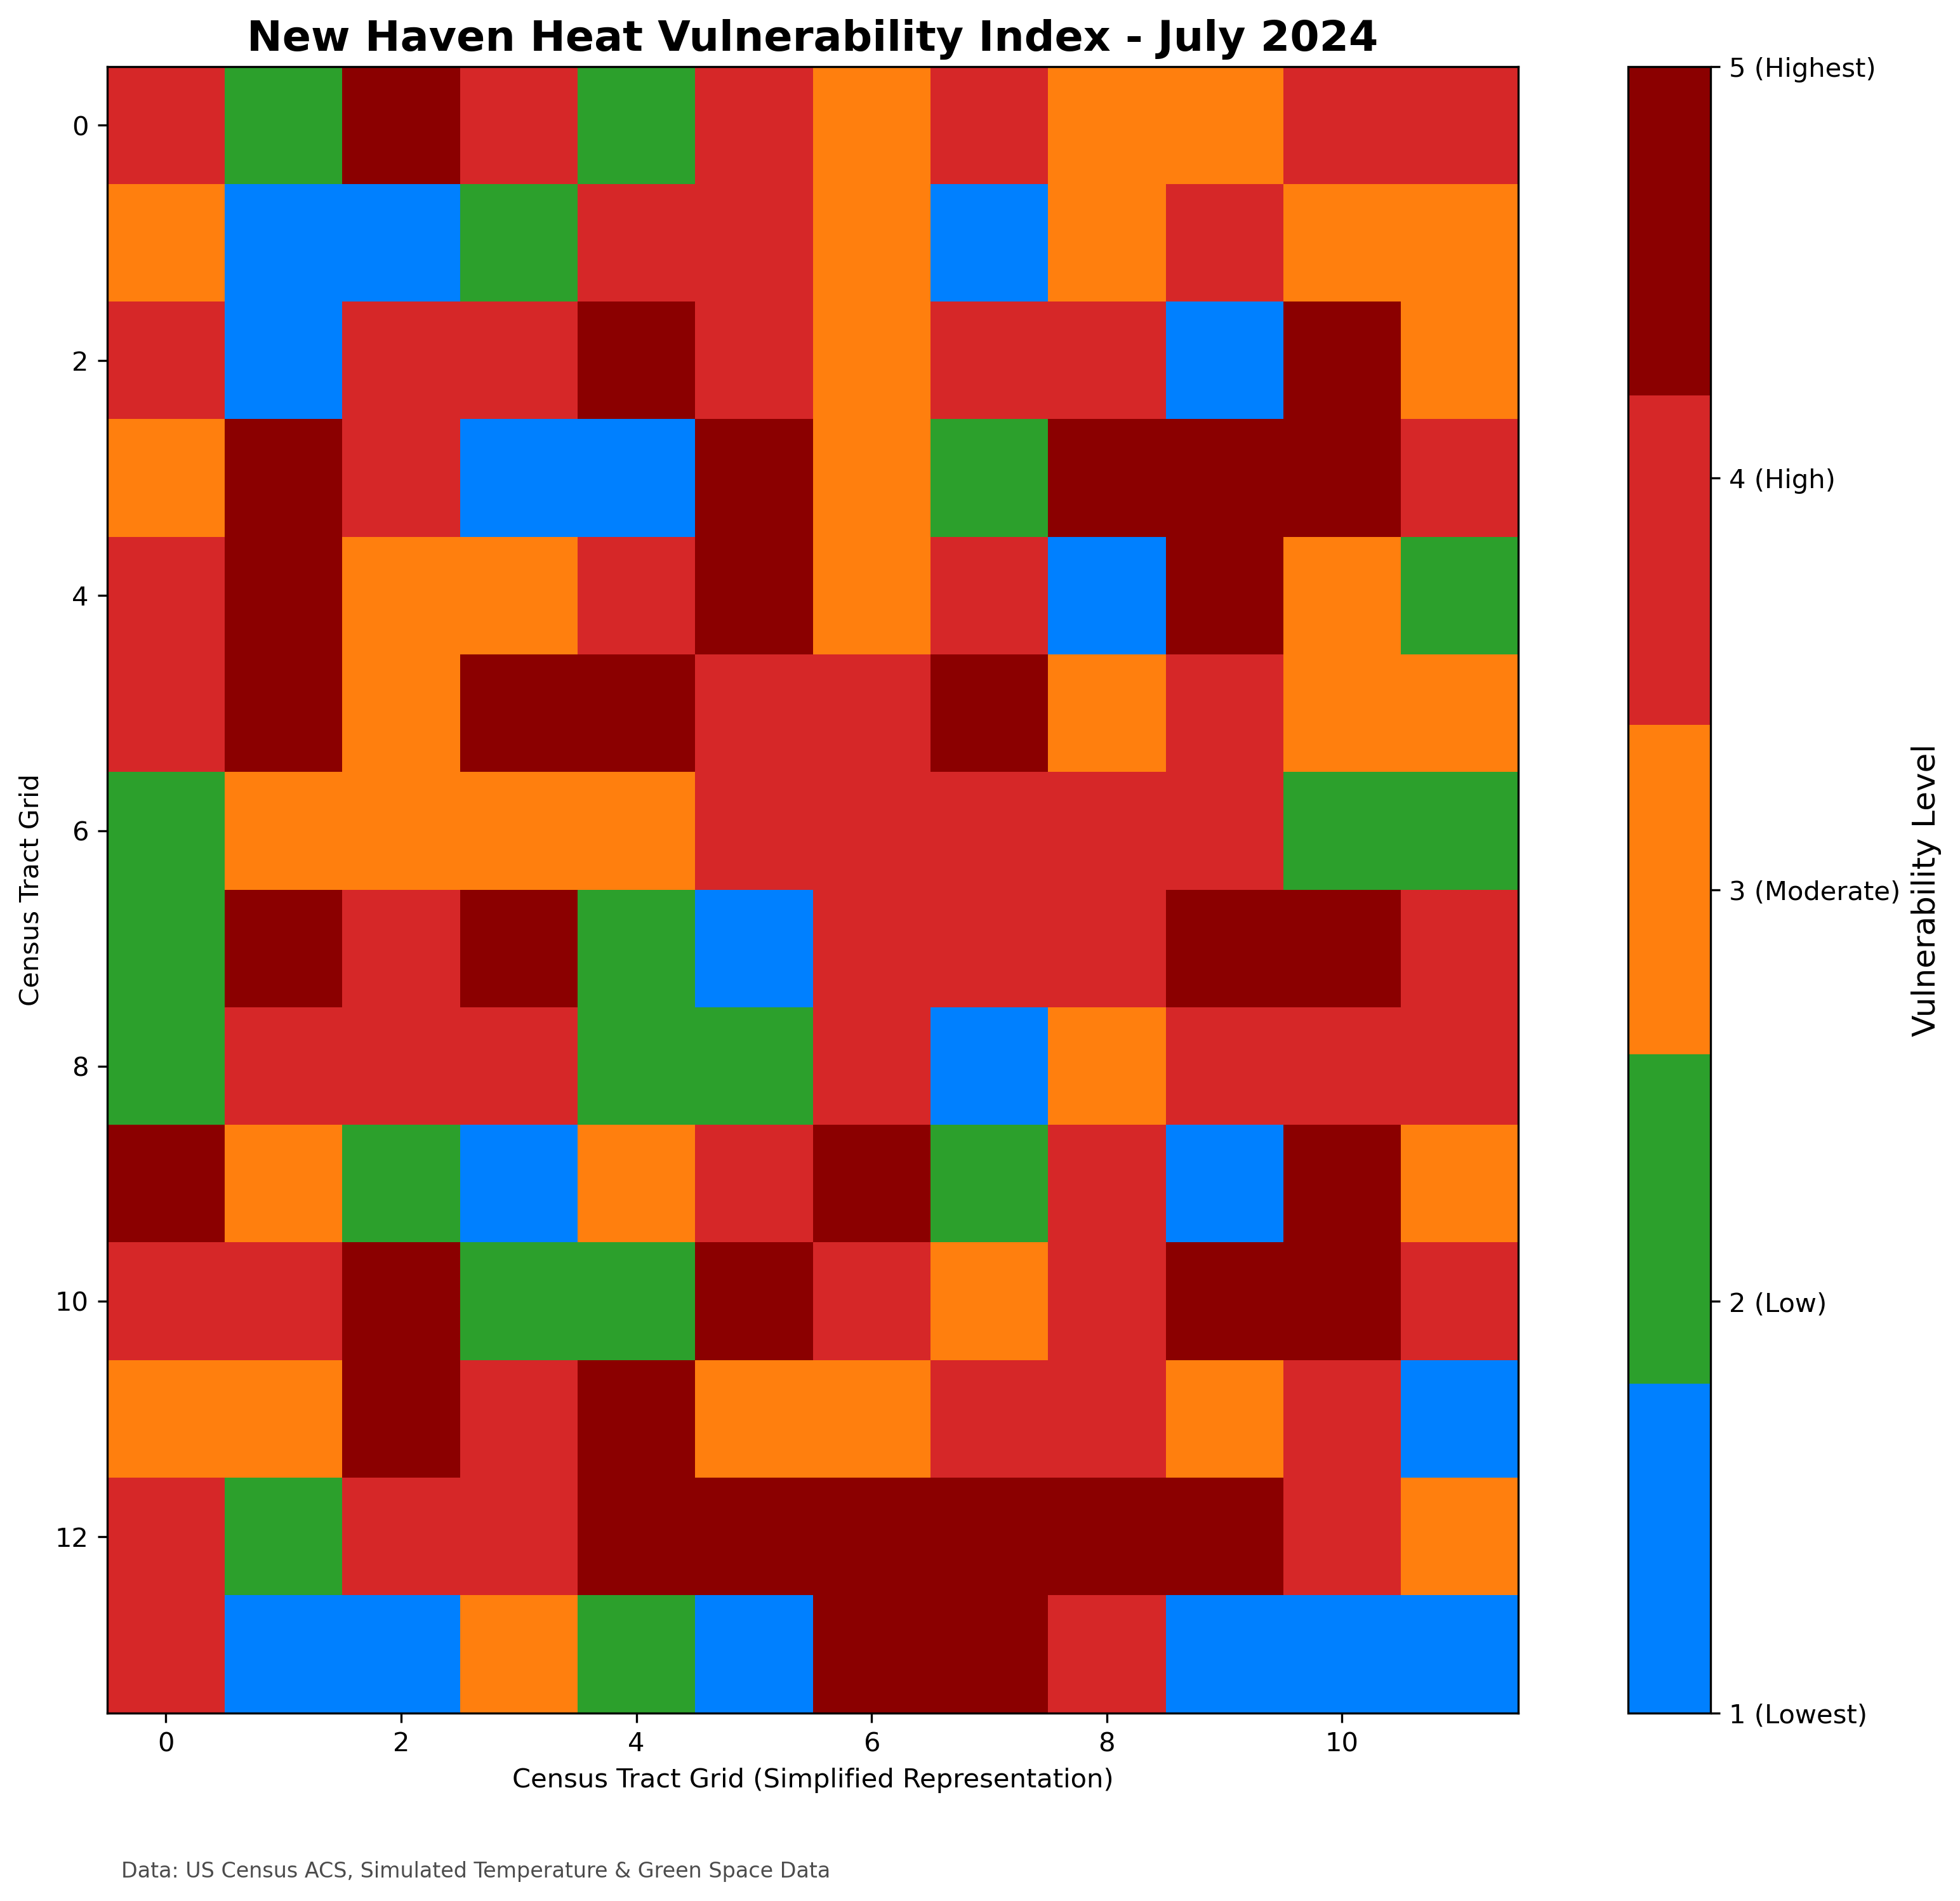 New Haven Heat Vulnerability Index - July 2024
0
2
4
6
8
10
12
Census Tract Grid
0 2 4 6 8 10
Census Tract Grid (Simplified Representation)
5 (Highest)
4 (High)
3 (Moderate)
2 (Low)
1 (Lowest)
Vulnerability Level
Data: US Census ACS, Simulated Temperature & Green Space Data